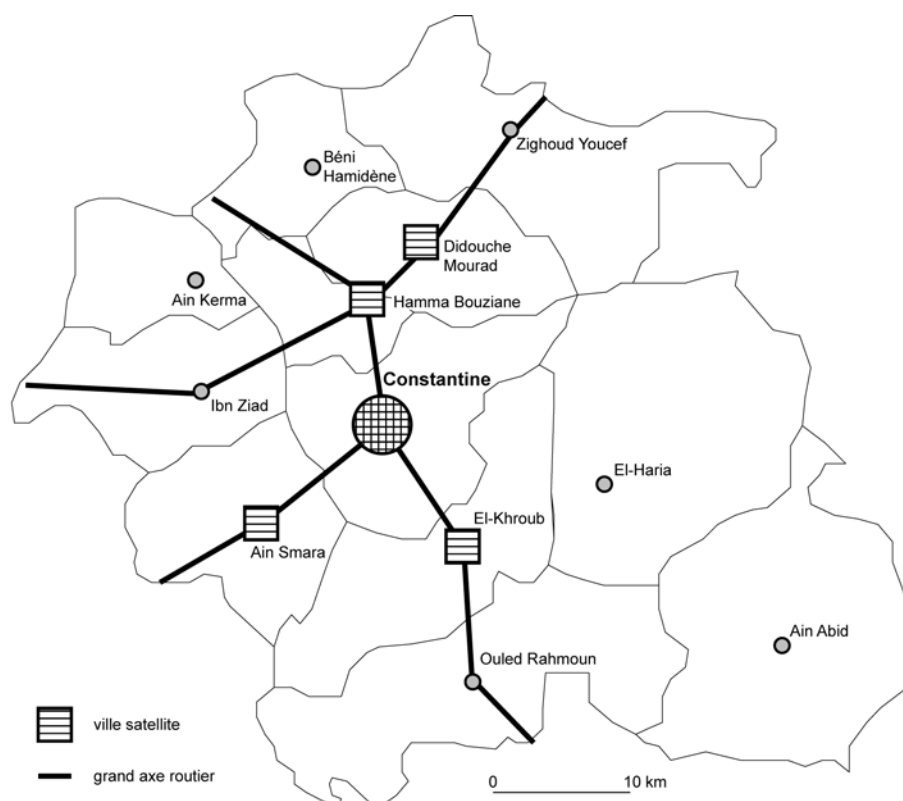 Zighoud Youcef
Béni
Hamidène
Didouche
Mourad
Ain Kerma
Hamma Bouziane
Constantine
Ibn Ziad
El-Haria
El-Khroub
Ain Smara
Ain Abid
Ouled Rahmoun
ville satellite
grand axe routier
0 10 km